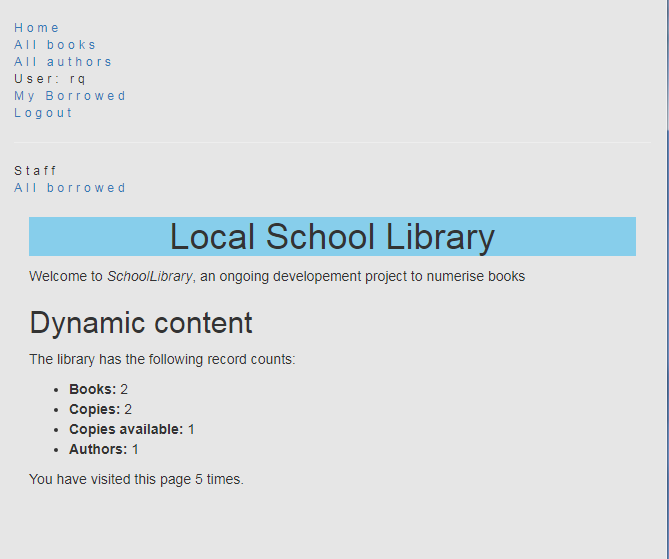 Home
All books
All authors
User: rq
My Borrowed
Logout
Staff
All borrowed
Local School Library
Welcome to SchoolLibrary, an ongoing developement project to numerise books
Dynamic content
The library has the following record counts:
Books: 2
Copies: 2
Copies available: 1
Authors: 1
You have visited this page 5 times.